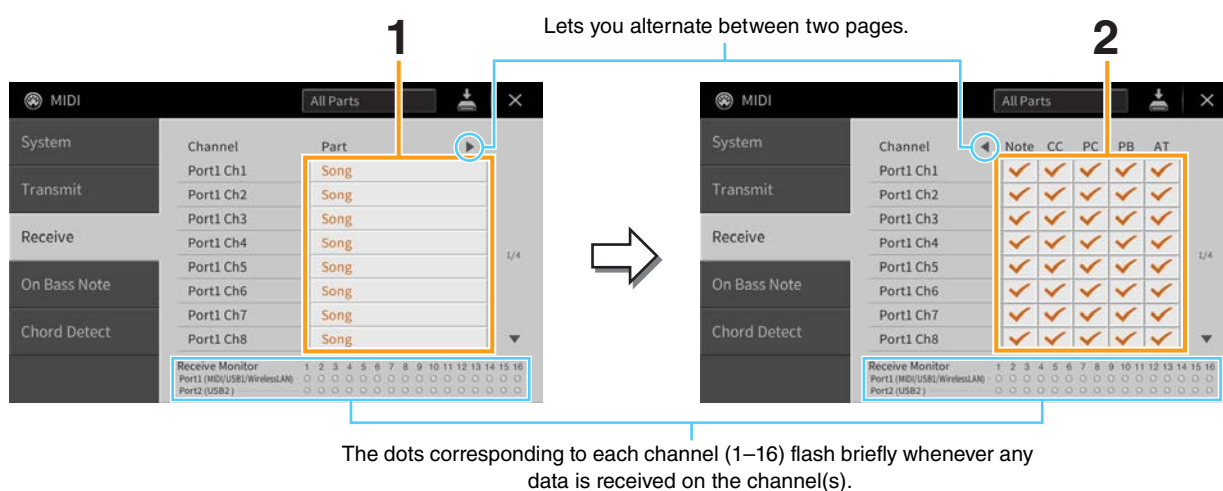 Lets you alternate between two pages.
1
2
MIDI
All Parts
System
Transmit
Receive
On Bass Note
Chord Detect
Channel Part
Port1 Ch1 Song
Port1 Ch2 Song
Port1 Ch3 Song
Port1 Ch4 Song
Port1 Ch5 Song
Port1 Ch6 Song
Port1 Ch7 Song
Port1 Ch8 Song
1/4
Receive Monitor 1 2 3 4 5 6 7 8 9 10 11 12 13 14 15 16
Port1 (MIDI/USB1/WirelessLAN)
Port2 (USB2)
MIDI
All Parts
System
Transmit
Receive
On Bass Note
Chord Detect
Channel Note CC PC PB AT
Port1 Ch1
Port1 Ch2
Port1 Ch3
Port1 Ch4
Port1 Ch5
Port1 Ch6
Port1 Ch7
Port1 Ch8
1/4
Receive Monitor 1 2 3 4 5 6 7 8 9 10 11 12 13 14 15 16
Port1 (MIDI/USB1/WirelessLAN)
Port2 (USB2)
The dots corresponding to each channel (1–16) flash briefly whenever any
data is received on the channel(s).